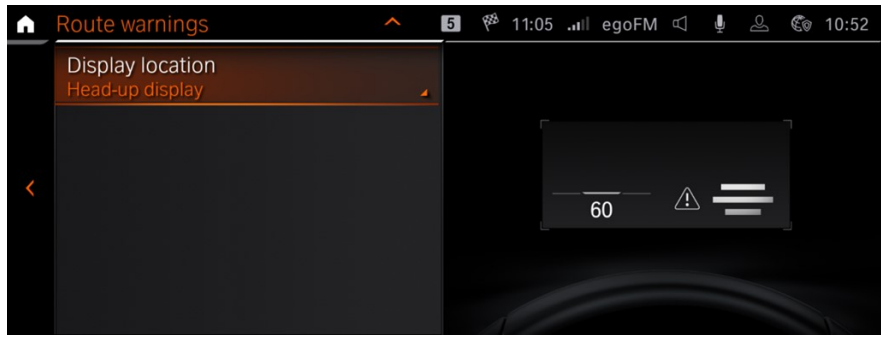 Route warnings
5 11:05 egoFM 10:52
Display location
Head-up display
60